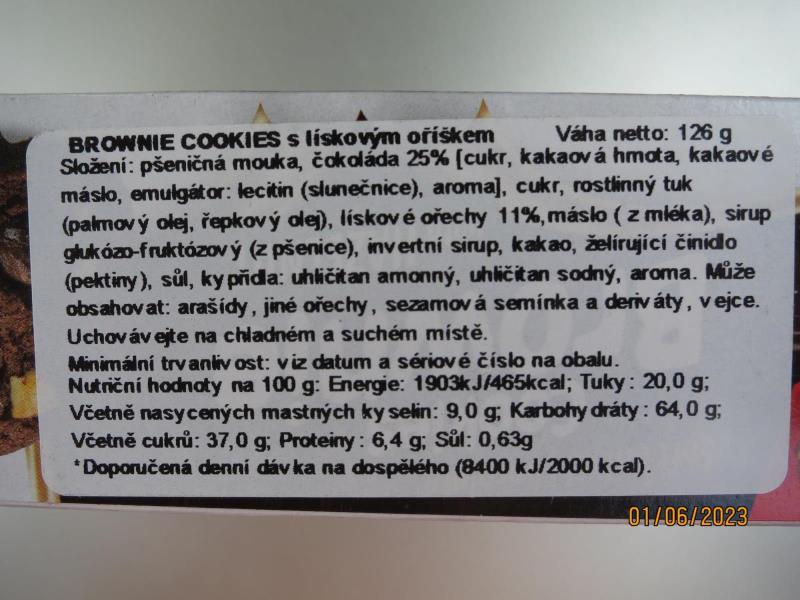 BROWNIE COOKIES s lískovým oříškem Váha netto: 126 g
Složení: pšeničná mouka, čokoláda 25% [cukr, kakaová hmota, kakaové
máslo, emulgátor: lecitin (slunečnice), aroma], cukr, rostlinný tuk
(palmový olej, řepkový olej), lískové ořechy 11%, máslo ( z mléka), sirup
glukózo-fruktózový (z pšenice), invertní sirup, kakao, želírující činidlo
(pektiny), sůl, kypřidla: uhličitan amonný, uhličitan sodný, aroma. Může
obsahovat: arašídy, jiné ořechy, sezamová semínka a deriváty, vejce.
Uchovávejte na chladném a suchém místě.
Minimální trvanlivost: viz datum a sériové číslo na obalu.
Nutriční hodnoty na 100 g: Energie: 1903kJ/465kcal; Tuky: 20,0 g;
Včetně nasycených mastných kyselin: 9,0 g; Karbohydráty: 64,0 g;
Včetně cukrů: 37,0 g; Proteiny: 6,4 g; Sůl: 0,63g
*Doporučená denní dávka na dospělého (8400 kJ/2000 kcal).
01/06/2023